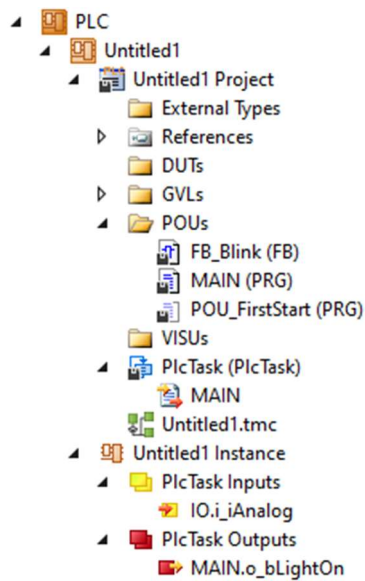 PLC
Untitled1
Untitled1 Project
External Types
References
DUTs
GVLs
POUs
FB_Blink (FB)
MAIN (PRG)
POU_FirstStart (PRG)
VISUs
PlcTask (PlcTask)
MAIN
Untitled1.tmc
Untitled1 Instance
PlcTask Inputs
IO.i_iAnalog
PlcTask Outputs
MAIN.o_bLightOn